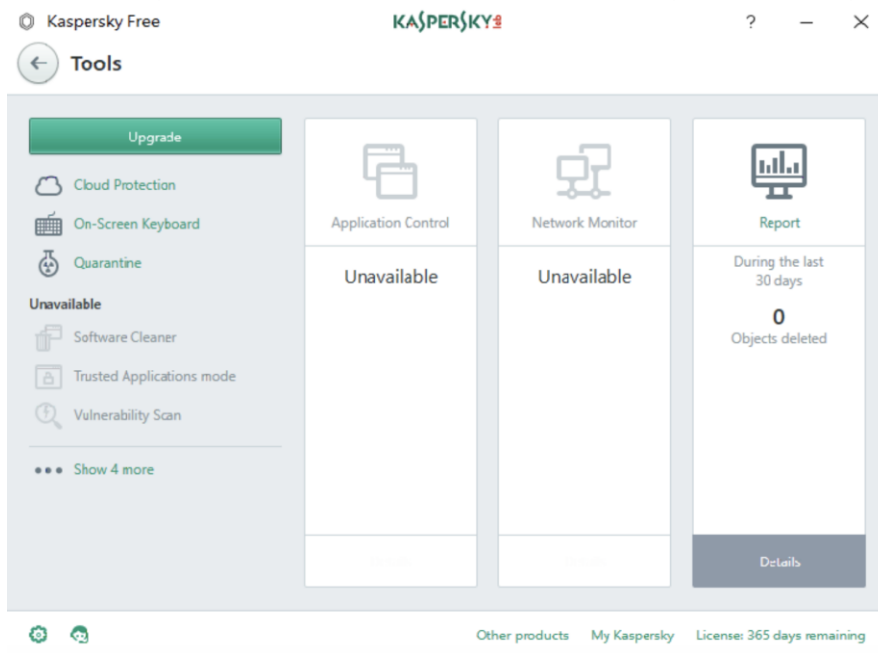 Kaspersky Free
KASPERSKY
?
Tools
Upgrade
Cloud Protection
On-Screen Keyboard
Quarantine
Unavailable
Software Cleaner
Trusted Applications mode
Vulnerability Scan
Show 4 more
Application Control
Unavailable
Network Monitor
Unavailable
Report
During the last
30 days
0
Objects deleted
Details
Other products
My Kaspersky
License: 365 days remaining